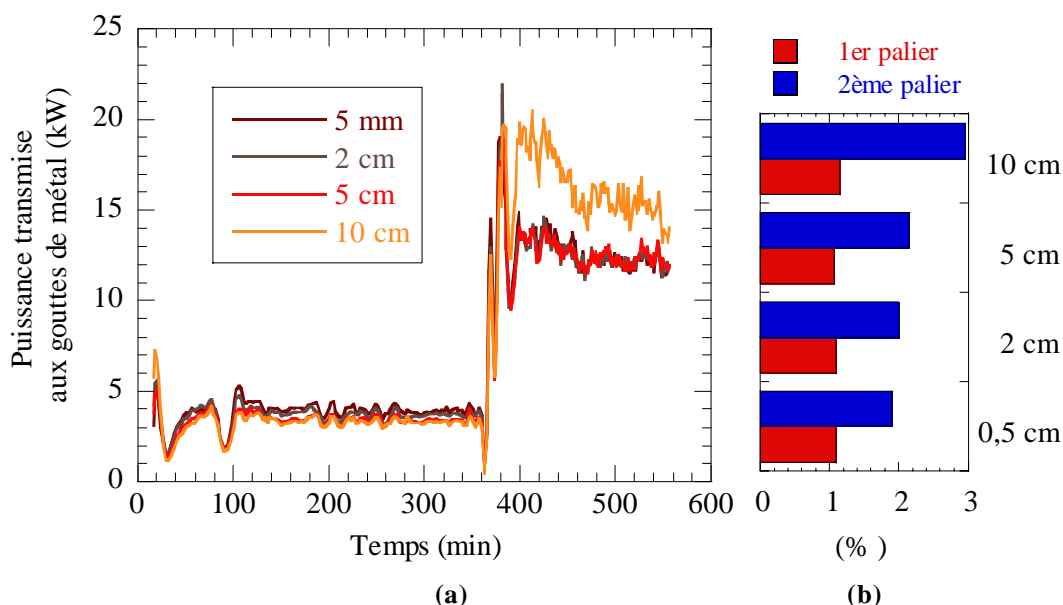 Puissance transmise
aux gouttes de métal (kW)
25
20
15
10
5
0
5 mm
2 cm
5 cm
10 cm
0 100 200 300 400 500 600
Temps (min)
(a)
1er palier
2ème palier
10 cm
5 cm
2 cm
0,5 cm
0 1 2 3
(% )
(b)